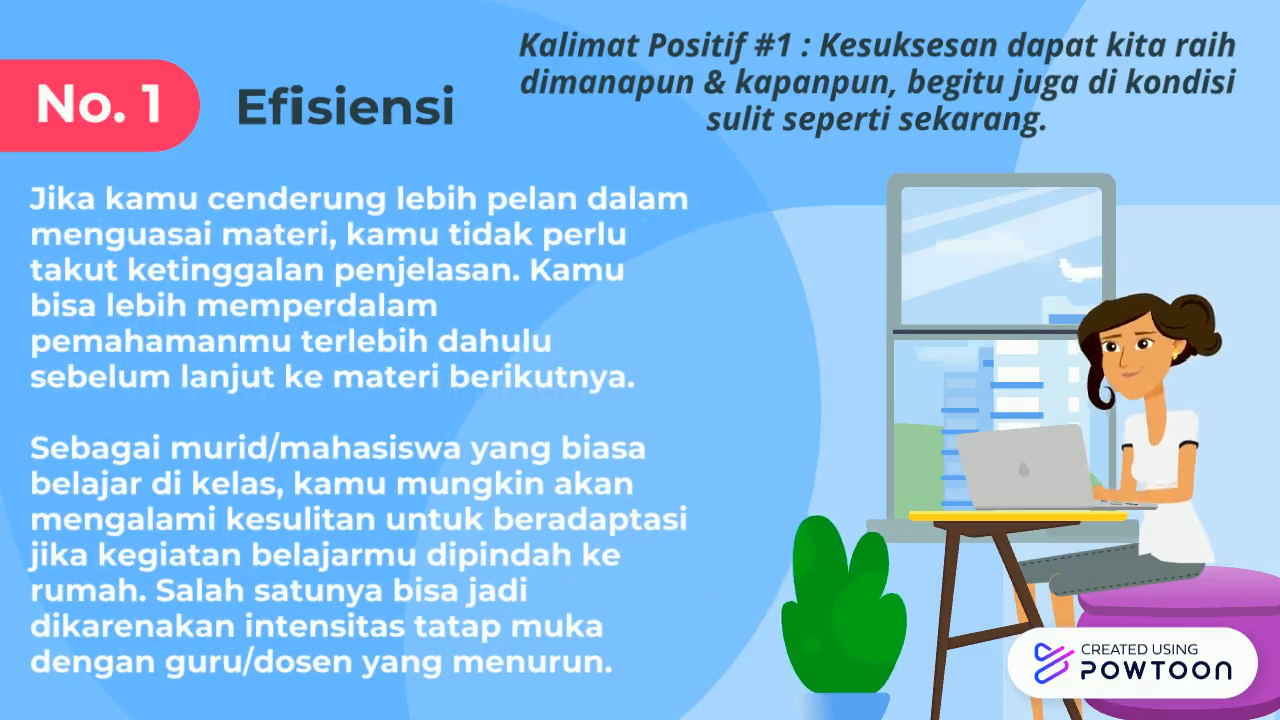 Kalimat Positif #1 : Kesuksesan dapat kita raih
dimanapun & kapanpun, begitu juga di kondisi
sulit seperti sekarang.
No. 1
Efisiensi
Jika kamu cenderung lebih pelan dalam
menguasai materi, kamu tidak perlu
takut ketinggalan penjelasan. Kamu
bisa lebih memperdalam
pemahamanmu terlebih dahulu
sebelum lanjut ke materi berikutnya.
Sebagai murid/mahasiswa yang biasa
belajar di kelas, kamu mungkin akan
mengalami kesulitan untuk beradaptasi
jika kegiatan belajarmu dipindah ke
rumah. Salah satunya bisa jadi
dikarenakan intensitas tatap muka
dengan guru/dosen yang menurun.
CREATED USING
POWTOON